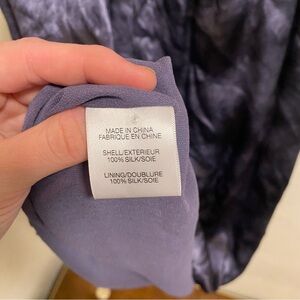 MADE IN CHINA
FABRIQUE EN CHINE
SHELL/EXTERIEUR
100% SILK/SOIE
LINING/DOUBLURE
100% SILK/SOIE